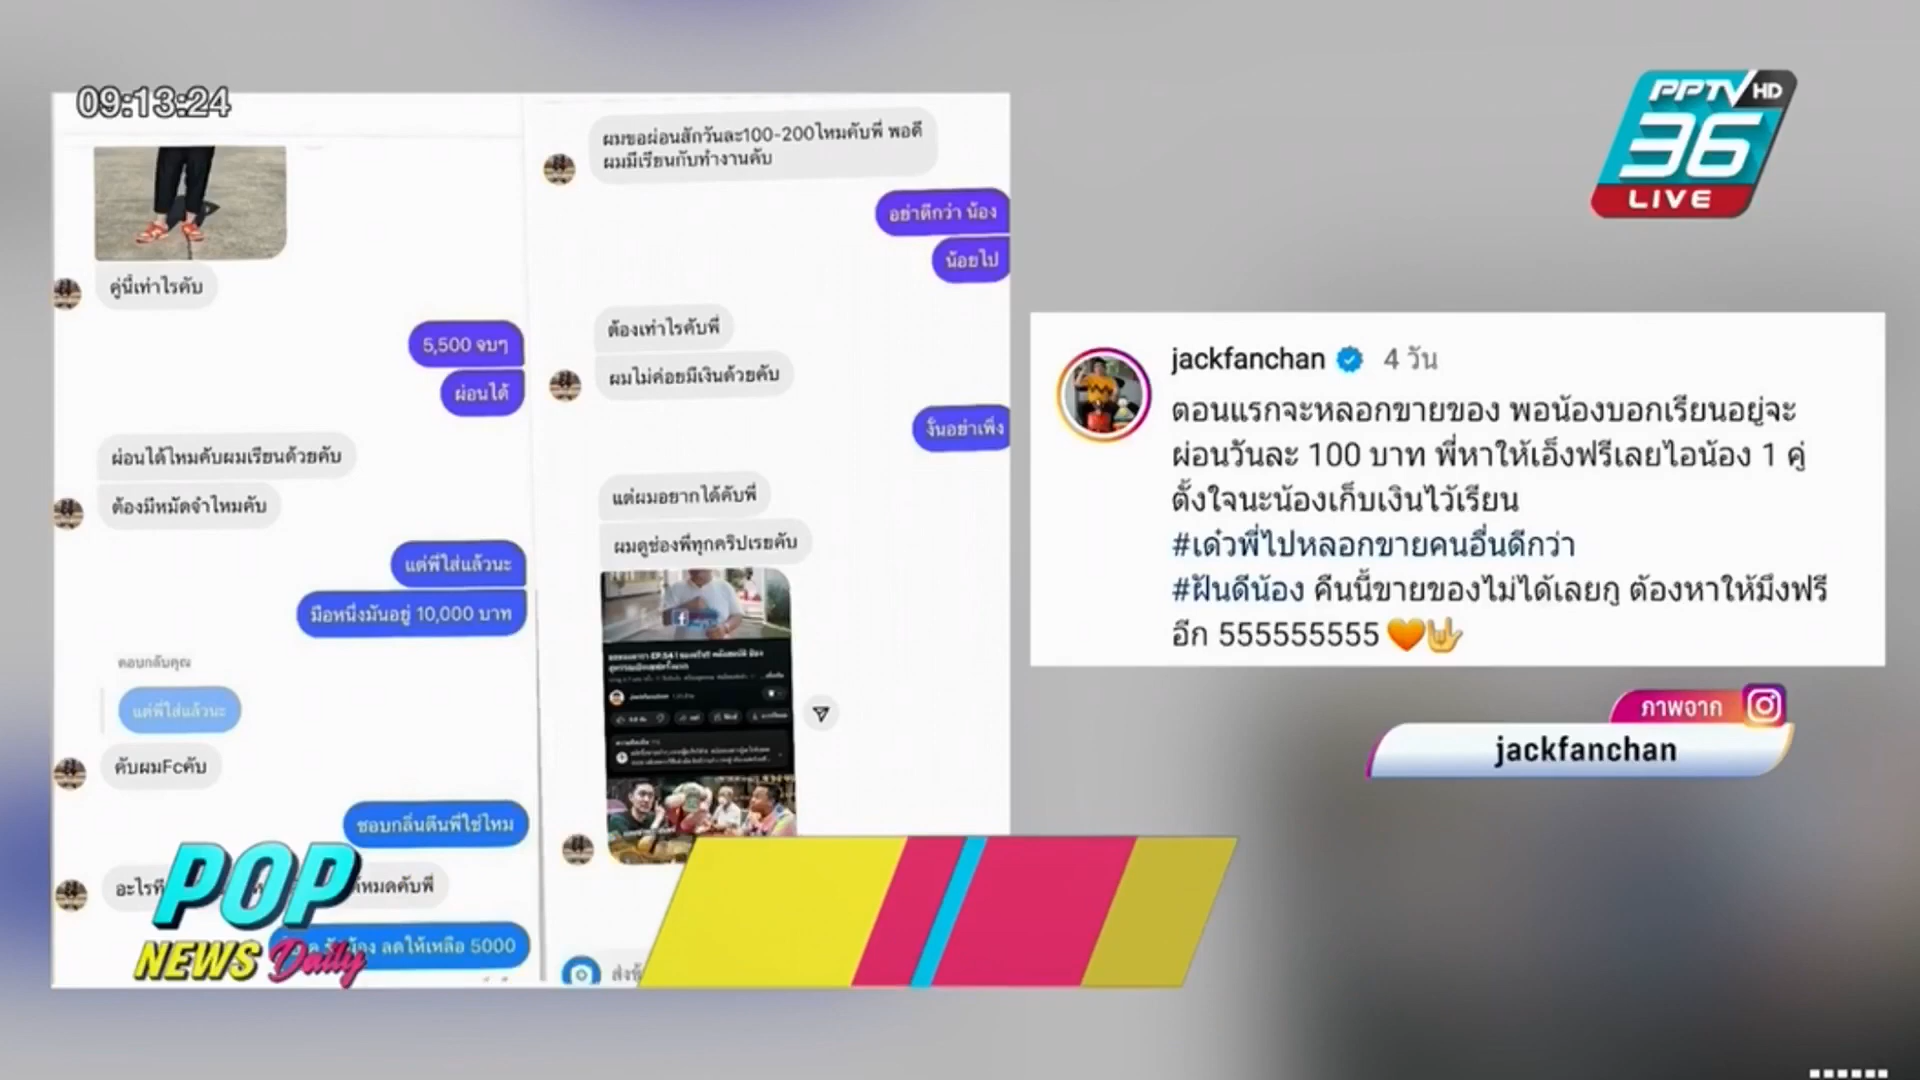 09:13:24
PPTV HD
36
LIVE
คู่นี้เท่าไรคับ
5,500 จบๆ
ผ่อนได้
ผ่อนได้ไหมคับผมเรียนด้วยคับ
ต้องมีหมัดจำไหมคับ
แต่พี่ใส่แล้วนะ
มือหนึ่งมันอยู่ 10,000 บาท
ตอบกลับคุณ
แต่พี่ใส่แล้วนะ
คับผมFcคับ
ชอบกลิ่นตีนพี่ใช่ไหม
หมดคับพี่
น้อง ลดให้เหลือ 5000
ผมขอผ่อนสักวันละ100-200ไหมคับพี่ พอดี
ผมมีเรียนกับทำงานคับ
อย่าดีกว่า น้อง
น้อยไป
ต้องเท่าไรคับพี่
ผมไม่ค่อยมีเงินด้วยคับ
งั้นอย่าเพิ่ง
แต่ผมอยากได้คับพี่
ผมดูช่องพี่ทุกคริปเรยคับ
jackfanchan 4 วัน
ตอนแรกจะหลอกขายของ พอน้องบอกเรียนอยู่จะ
ผ่อนวันละ 100 บาท พี่หาให้เอ็งฟรีเลยไอน้อง 1 คู่
ตั้งใจนะน้องเก็บเงินไว้เรียน
#เด๋วพี่ไปหลอกขายคนอื่นดีกว่า
#ฝันดีน้อง คืนนี้ขายของไม่ได้เลยกู ต้องหาให้มึงฟรี
อีก 555555555 🧡🤟
ภาพจาก
jackfanchan
POP
NEWS Daily